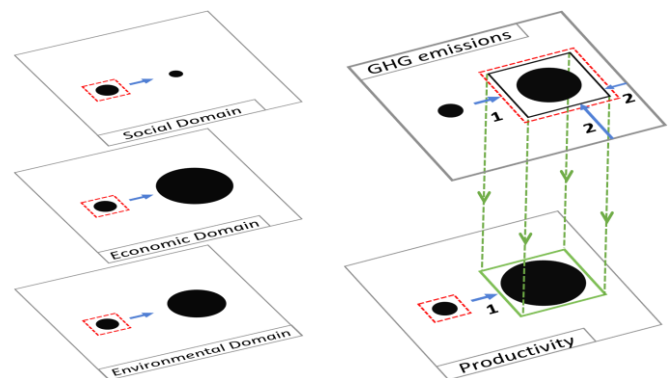 Social Domain
Economic Domain
Environmental Domain
GHG emissions
1
2
2
1
Productivity